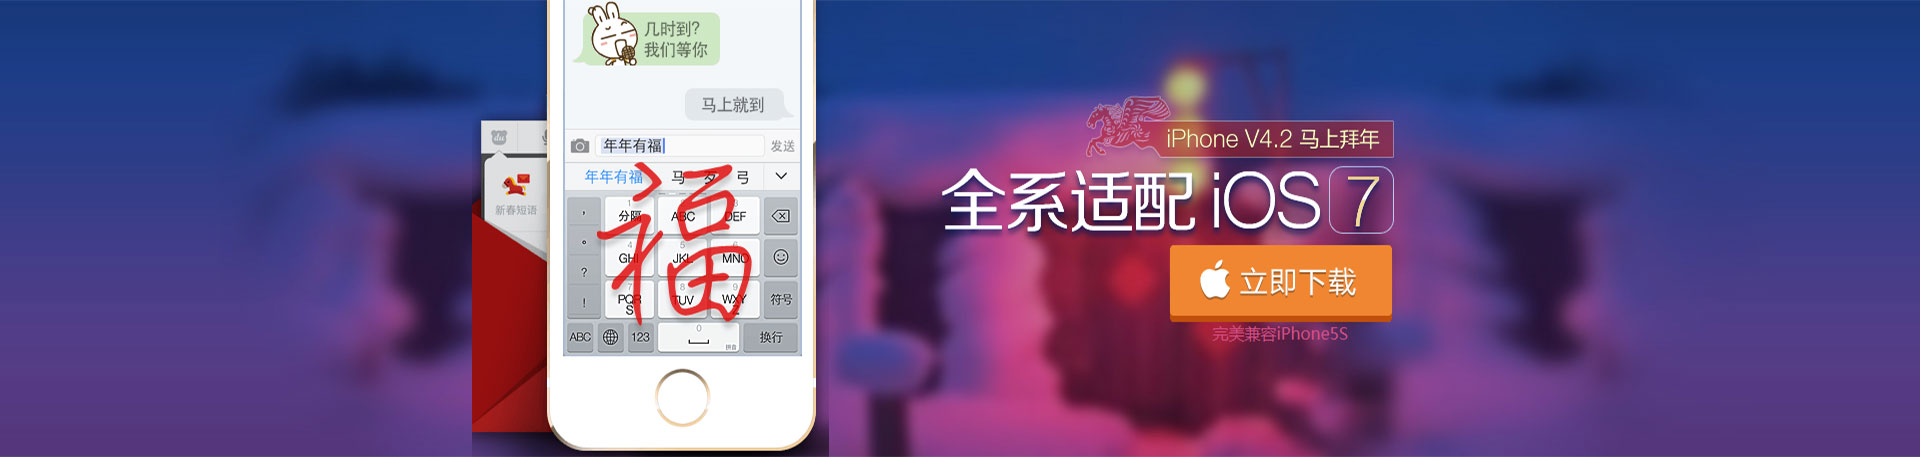 几时到?
我们等你
马上就到
年年有福
发送
年年有福 马 歹 弓
du
新春短语
福
, 1 分隔 2 ABC 3 DEF
。 4 GHI 5 JKL 6 MNO
? 7 PQRS 8 TUV 9 WXYZ 符号
!
ABC 123 0 拼音 换行
iPhone V4.2 马上拜年
全系适配 iOS 7
立即下载
完美兼容iPhone5S